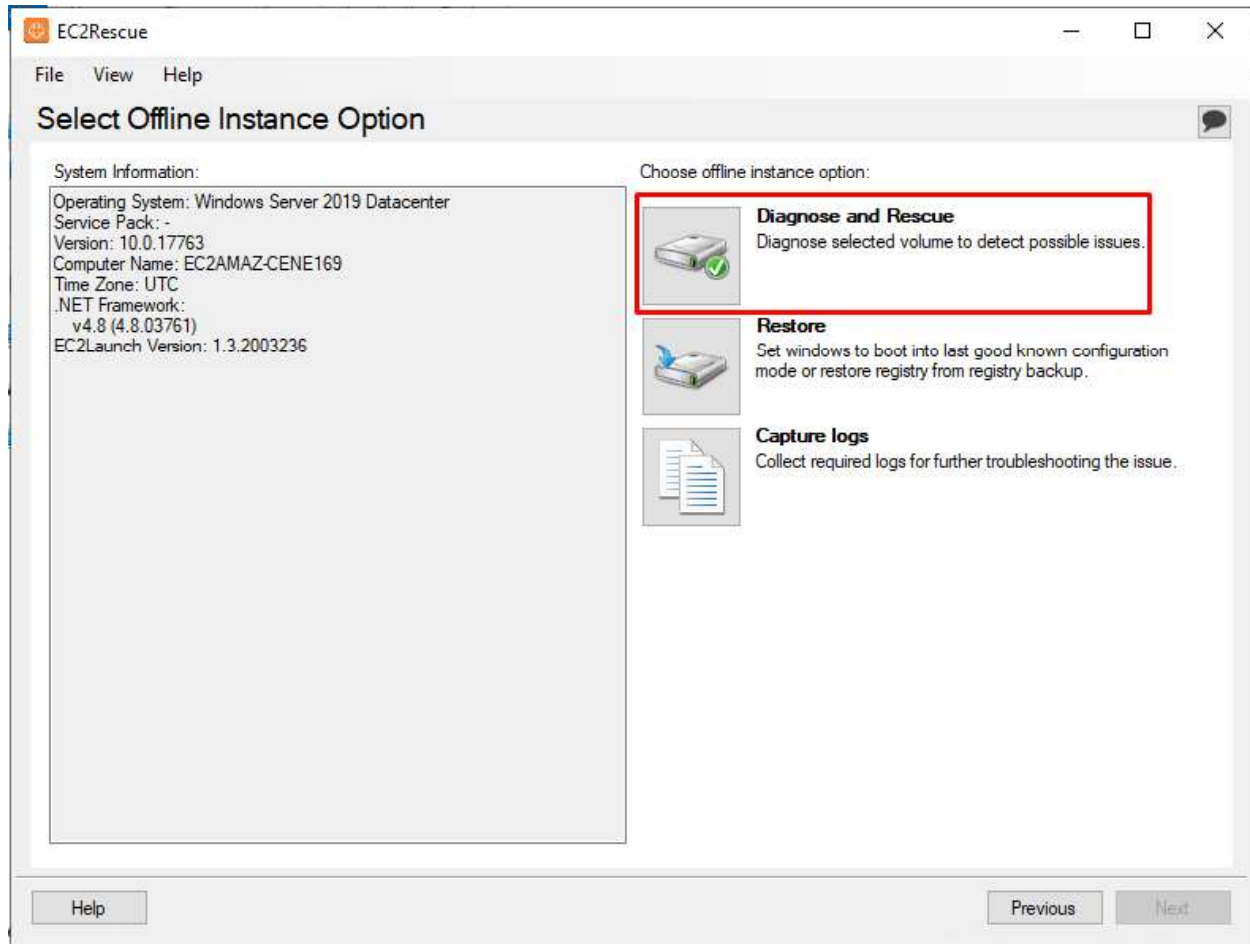 EC2Rescue
File View Help
Select Offline Instance Option
System Information:
Operating System: Windows Server 2019 Datacenter
Service Pack: -
Version: 10.0.17763
Computer Name: EC2AMAZ-CENE169
Time Zone: UTC
.NET Framework:
v4.8 (4.8.03761)
EC2Launch Version: 1.3.2003236
Choose offline instance option:
Diagnose and Rescue
Diagnose selected volume to detect possible issues.
Restore
Set windows to boot into last good known configuration
mode or restore registry from registry backup.
Capture logs
Collect required logs for further troubleshooting the issue.
Help
Previous
Next